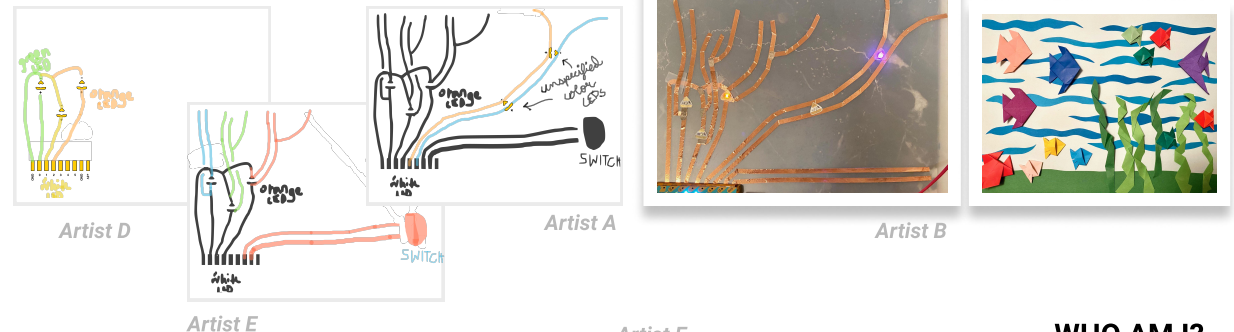 green
LED
orange
LEDs
white
LED
Artist D
orange
LEDs
SWITCH
white
LED
Artist E
orange
LEDs
unspecified
color
LEDs
SWITCH
white
LED
Artist A
Artist B
Artist F
WHO AM I?